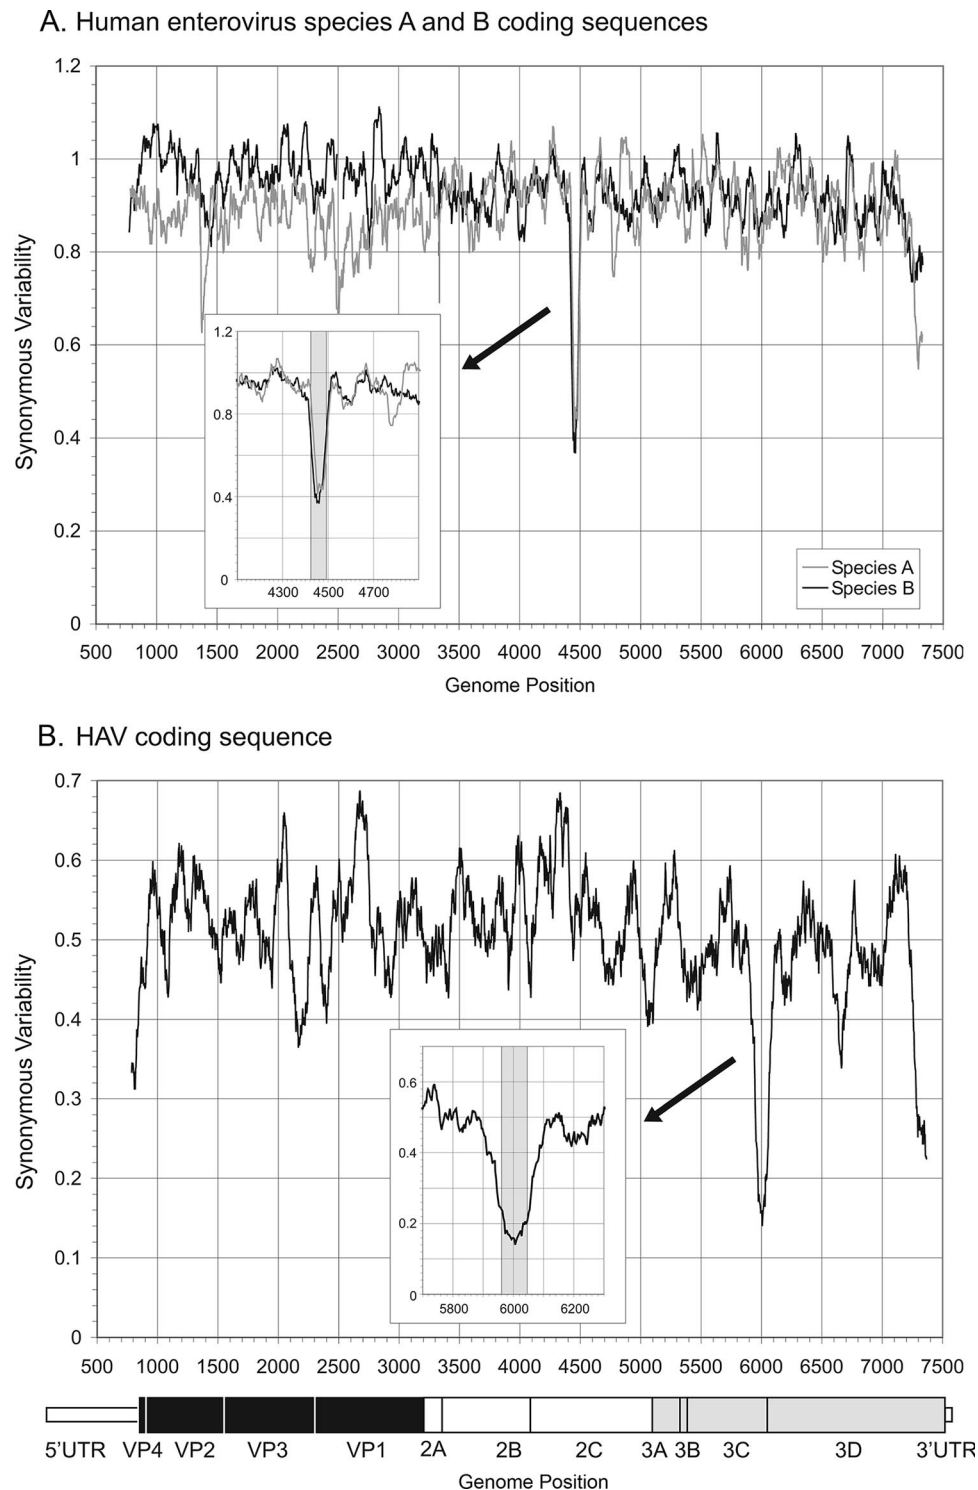 A. Human enterovirus species A and B coding sequences
1.2
1
0.8
0.6
0.4
0.2
0
Synonymous Variability
1.2
0.8
0.4
0
4300 4500 4700
Species A
Species B
500 1000 1500 2000 2500 3000 3500 4000 4500 5000 5500 6000 6500 7000 7500
Genome Position
B. HAV coding sequence
0.7
0.6
0.5
0.4
0.3
0.2
0.1
0
Synonymous Variability
0.6
0.4
0.2
0
5800 6000 6200
500 1000 1500 2000 2500 3000 3500 4000 4500 5000 5500 6000 6500 7000 7500
5'UTR VP4 VP2 VP3 VP1 2A 2B 2C 3A 3B 3C 3D 3'UTR
Genome Position